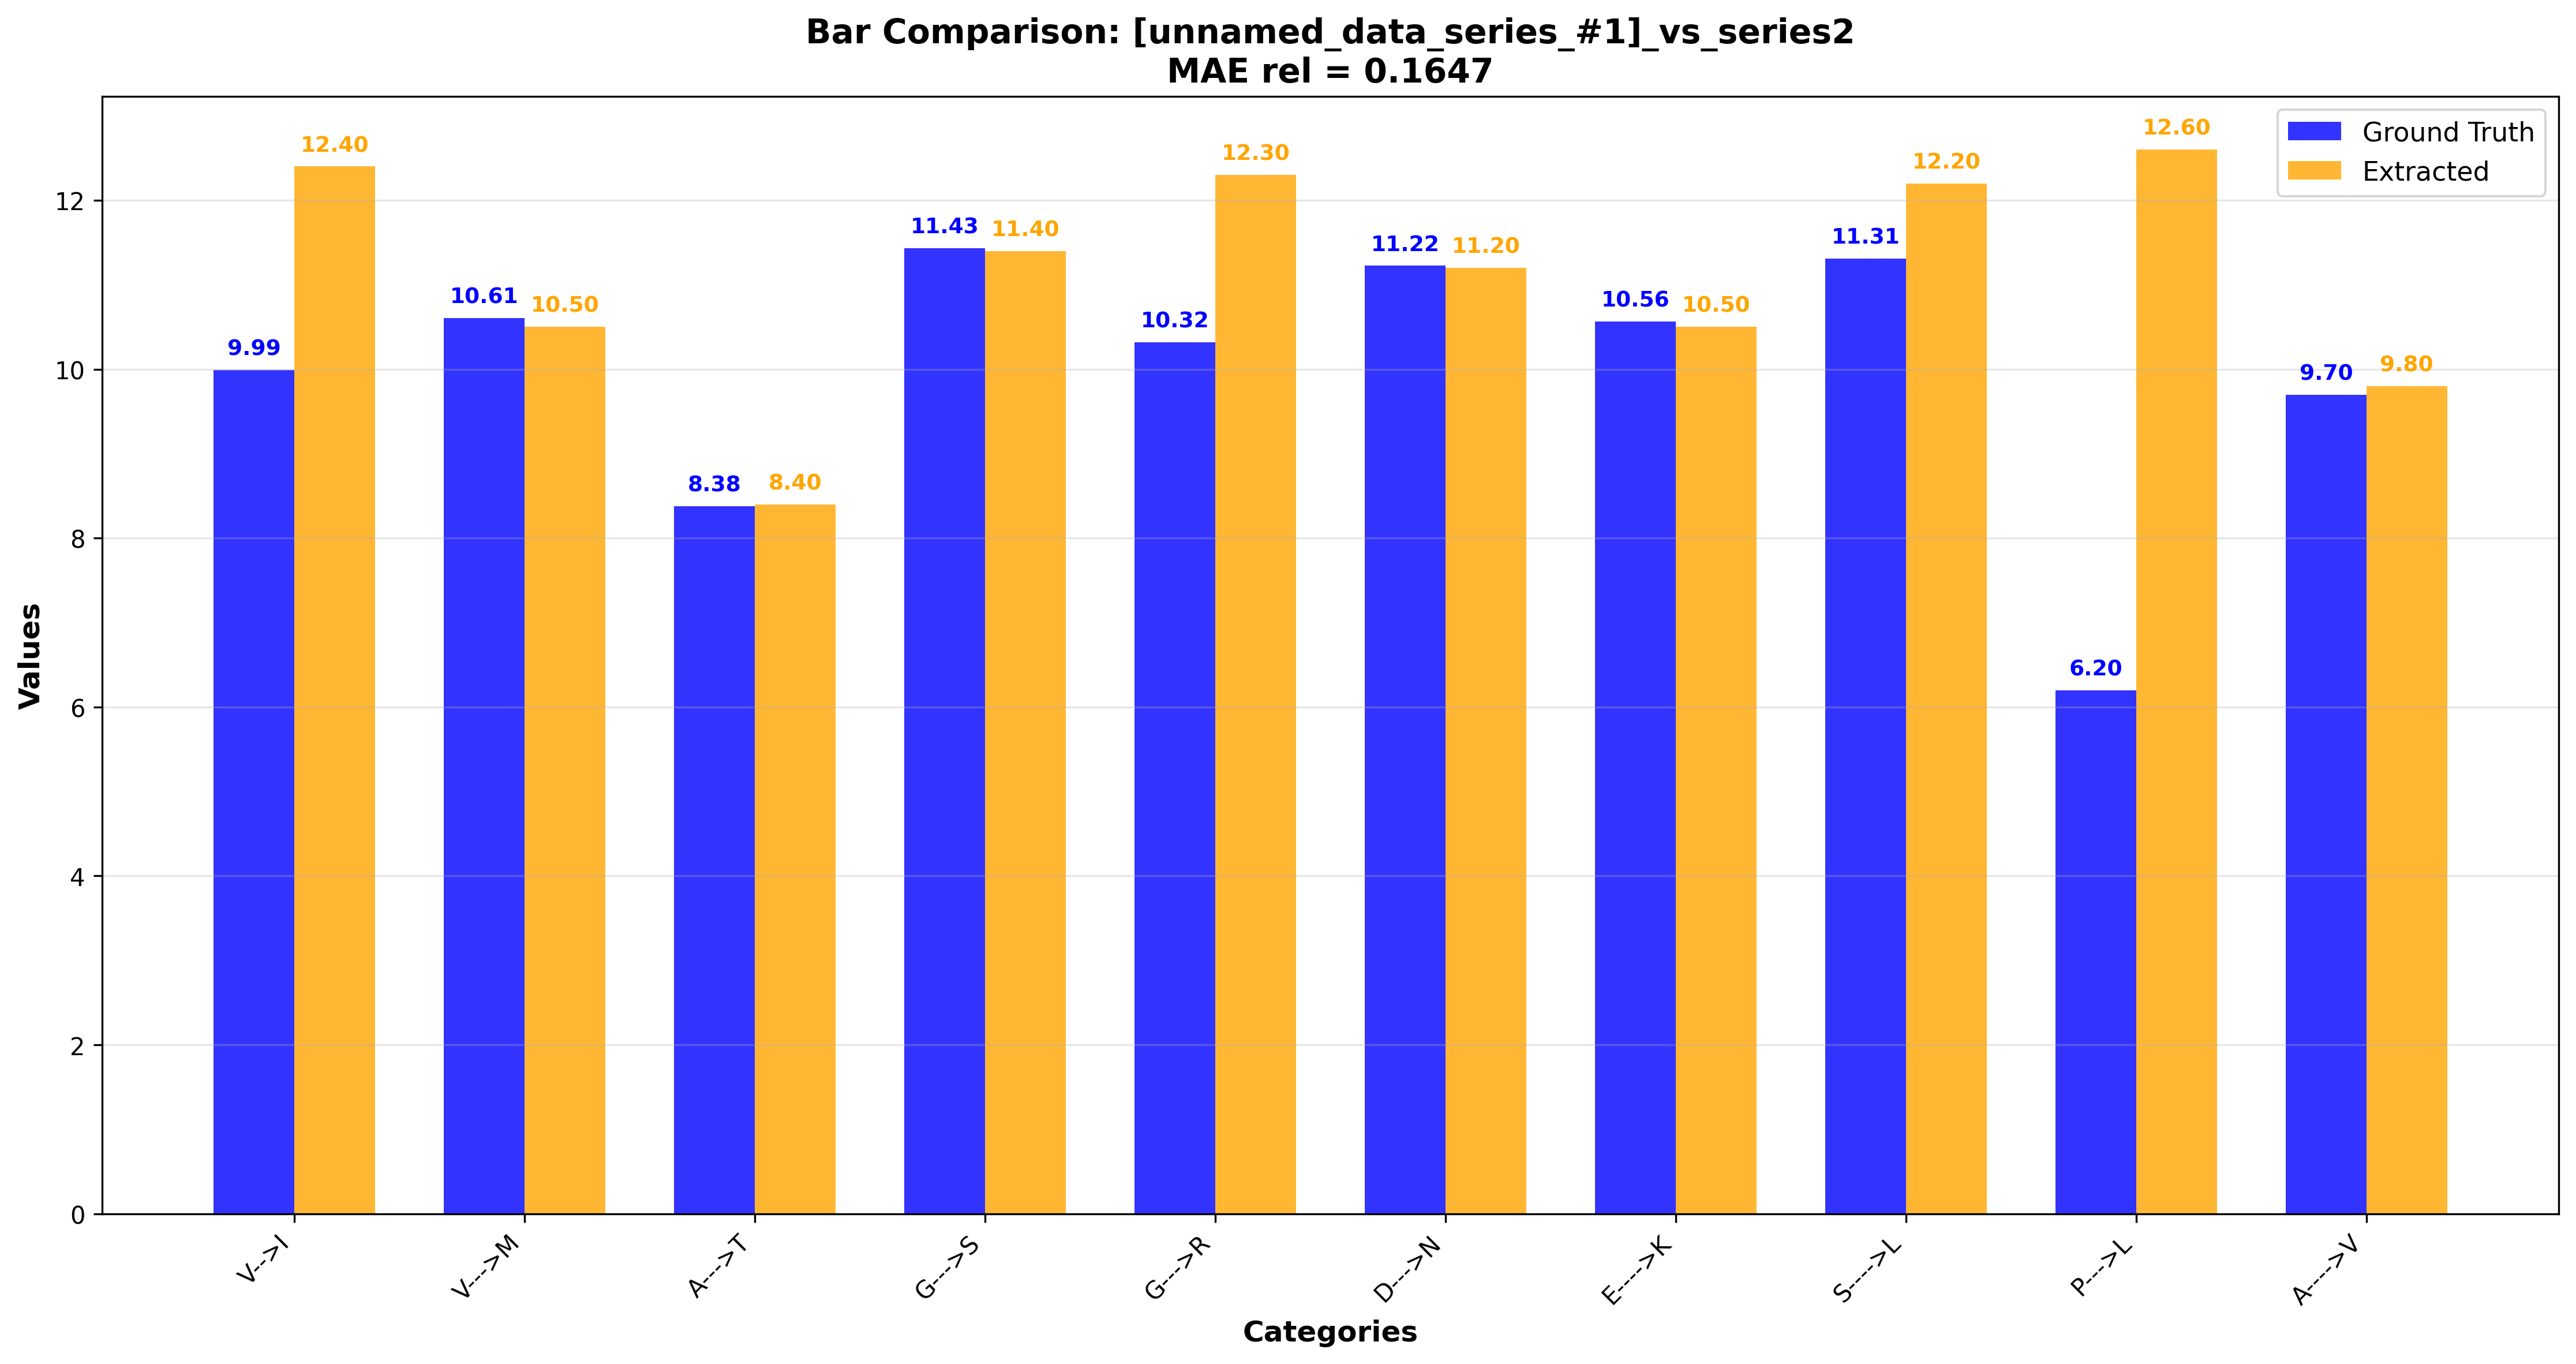 Bar Comparison: [unnamed_data_series_#1]_vs_series2
MAE rel = 0.1647
Ground Truth
Extracted
Values
12
10
8
6
4
2
0
9.99
12.40
10.61
10.50
8.38
8.40
11.43
11.40
10.32
12.30
11.22
11.20
10.56
10.50
11.31
12.20
6.20
12.60
9.70
9.80
V-->I
V---->M
A---->T
G---->S
G---->R
D---->N
E----->K
S----->L
P---->L
A----->V
Categories